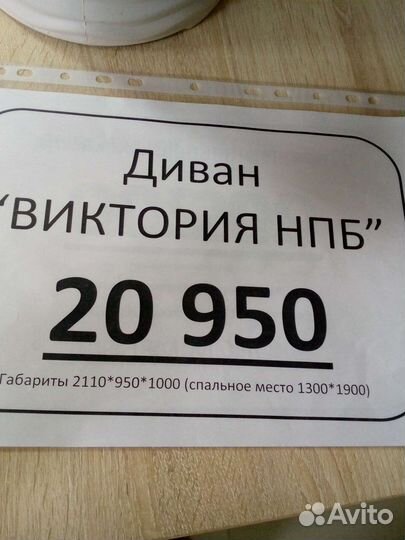 Диван
“ВИКТОРИЯ НПБ”
20 950
Габариты 2110*950*1000 (спальное место 1300*1900)
Avito